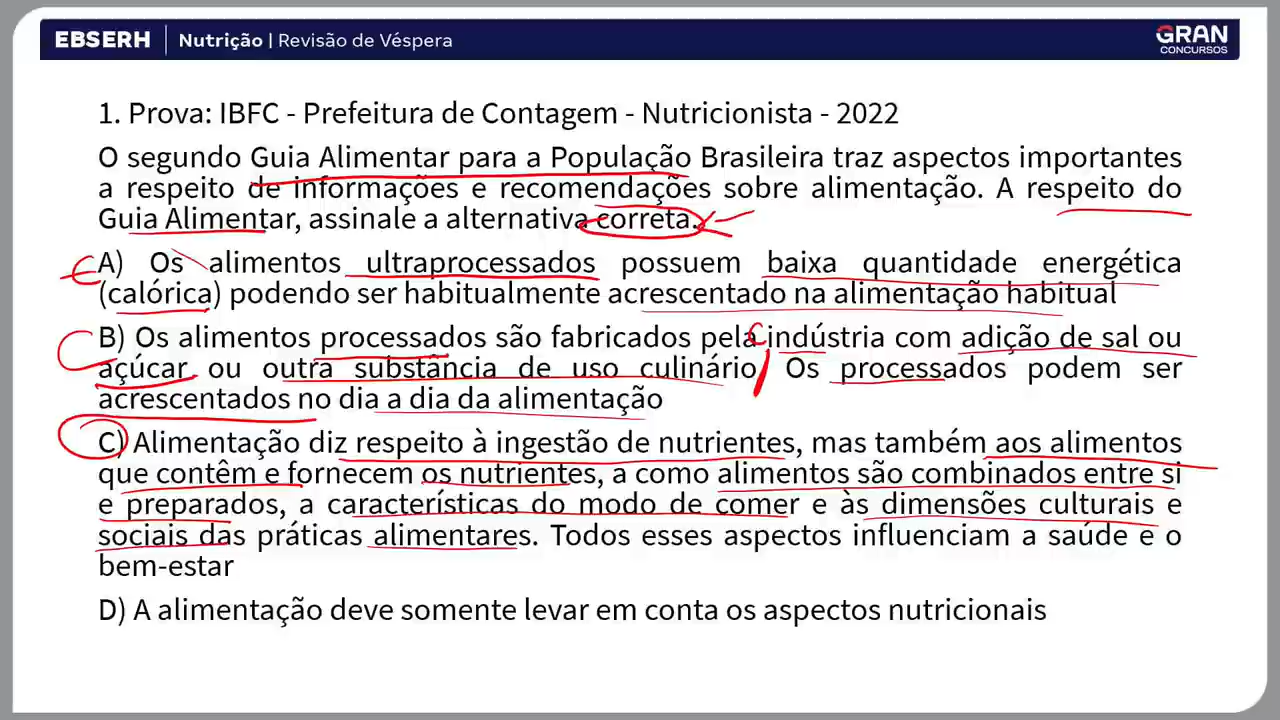 EBSERH | Nutrição | Revisão de Véspera
GRAN
CONCURSOS
1. Prova: IBFC - Prefeitura de Contagem - Nutricionista - 2022
O segundo Guia Alimentar para a População Brasileira traz aspectos importantes
a respeito de informações e recomendações sobre alimentação. A respeito do
Guia Alimentar, assinale a alternativa correta.
A) Os alimentos ultraprocessados possuem baixa quantidade energética
(calórica) podendo ser habitualmente acrescentado na alimentação habitual
B) Os alimentos processados são fabricados pela indústria com adição de sal ou
açúcar ou outra substância de uso culinário, Os processados podem ser
acrescentados no dia a dia da alimentação
C) Alimentação diz respeito à ingestão de nutrientes, mas também aos alimentos
que contêm e fornecem os nutrientes, a como alimentos são combinados entre si
e preparados, a características do modo de comer e às dimensões culturais e
sociais das práticas alimentares. Todos esses aspectos influenciam a saúde e o
bem-estar
D) A alimentação deve somente levar em conta os aspectos nutricionais